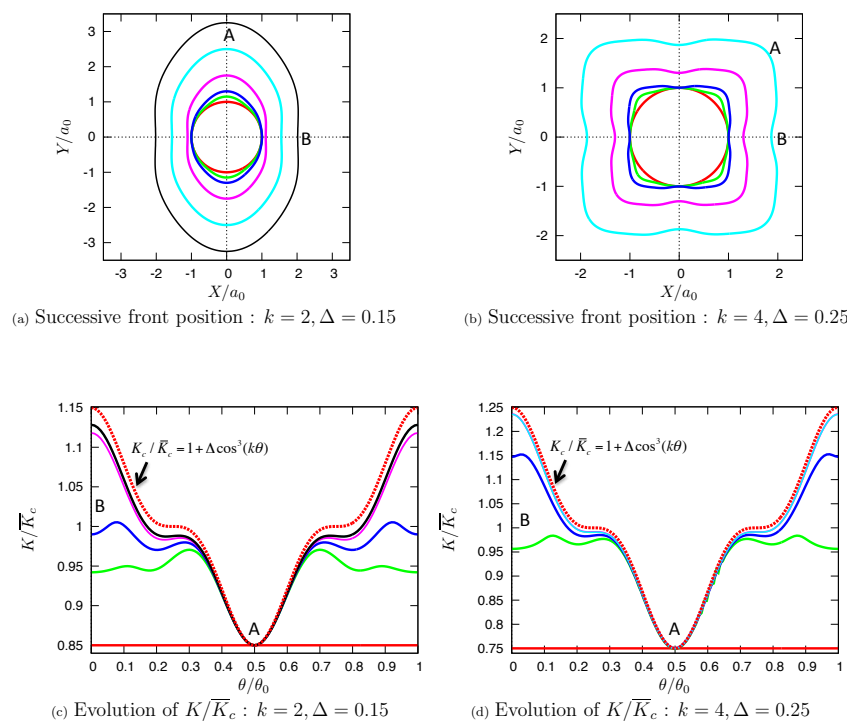 3
2
1
0
-1
-2
-3
Y/a₀
A
B
-3 -2 -1 0 1 2 3
X/a₀
(a) Successive front position : k = 2, Δ = 0.15
2
1
0
-1
-2
Y/a₀
A
B
-2 -1 0 1 2
X/a₀
(b) Successive front position : k = 4, Δ = 0.25
1.15
1.1
1.05
1
0.95
0.9
0.85
K/K̅c
Kc / K̅c = 1 + Δcos³(kθ)
B
A
0 0.1 0.2 0.3 0.4 0.5 0.6 0.7 0.8 0.9 1
θ/θ₀
(c) Evolution of K/K̅c : k = 2, Δ = 0.15
1.25
1.2
1.15
1.1
1.05
1
0.95
0.9
0.85
0.8
0.75
K/K̅c
Kc / K̅c = 1 + Δcos³(kθ)
B
A
0 0.1 0.2 0.3 0.4 0.5 0.6 0.7 0.8 0.9 1
θ/θ₀
(d) Evolution of K/K̅c : k = 4, Δ = 0.25